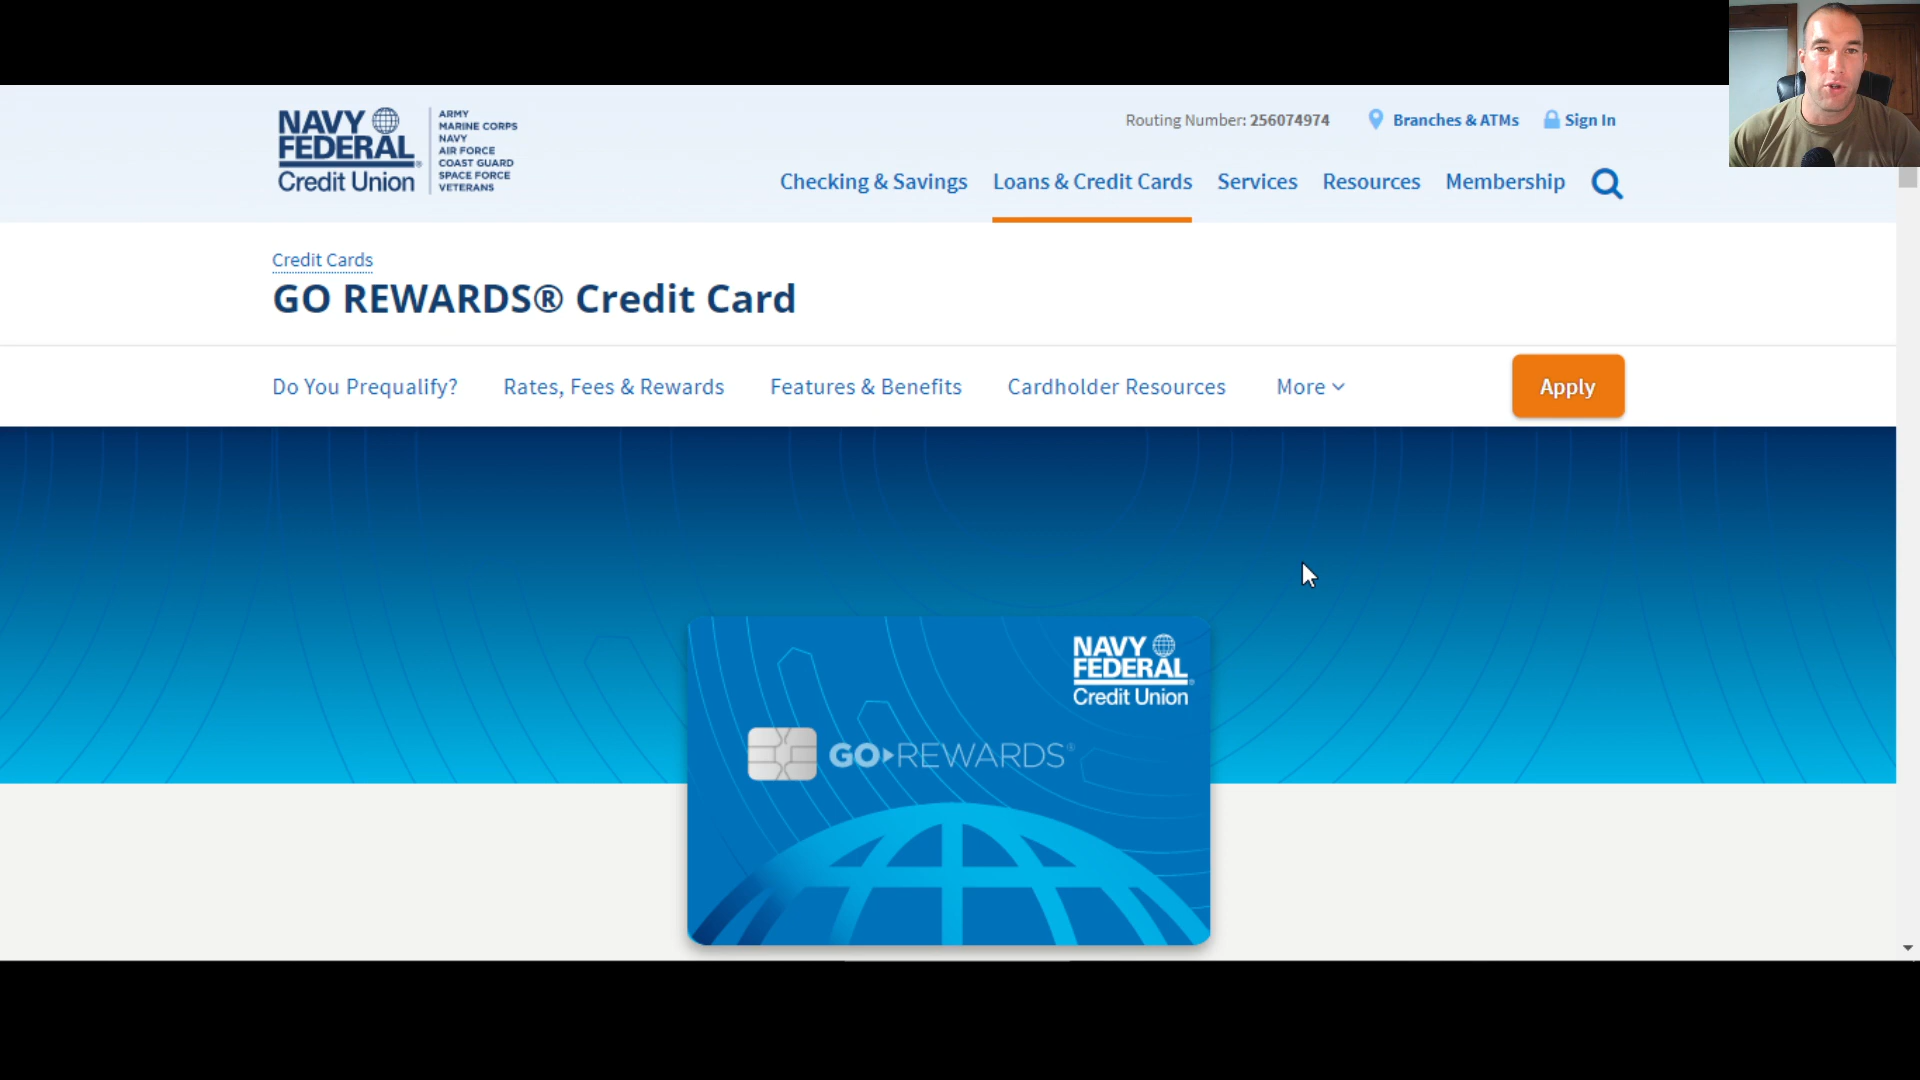 NAVY
FEDERAL®
Credit Union
ARMY
MARINE CORPS
NAVY
AIR FORCE
COAST GUARD
SPACE FORCE
VETERANS
Routing Number: 256074974
Branches & ATMs
Sign In
Checking & Savings
Loans & Credit Cards
Services
Resources
Membership
Credit Cards
GO REWARDS® Credit Card
Do You Prequalify?
Rates, Fees & Rewards
Features & Benefits
Cardholder Resources
More
Apply
NAVY
FEDERAL®
Credit Union
GO REWARDS®